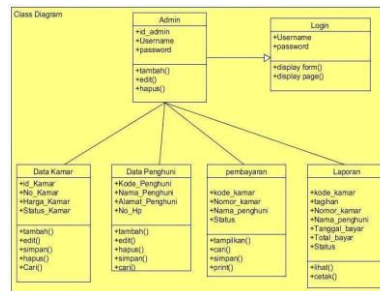 Class Diagram
Admin
+id_admin
+Username
+password
+tambah()
+edit()
+hapus()
Login
+Username
+password
+display form()
+display page()
Data Kamar
+id_Kamar
+No_Kamar
+Harga_Kamar
+Status_Kamar
+tambah()
+edit()
+simpan()
+hapus()
+Cari()
Data Penghuni
+Kode_Penghuni
+Nama_Penghuni
+Alamat_Penghuni
+No_Hp
+tambah()
+edit()
+hapus()
+simpan()
+cari()
pembayaran
+kode_kamar
+Nomor_kamar
+Nama_penghuni
+Status
+tampilkan()
+cari()
+simpan()
+print()
Laporan
+kode_kamar
+tagihan
+Nomor_kamar
+Nama_penghuni
+Tanggal_bayar
+Total_bayar
+Status
+lihat()
+cetak()